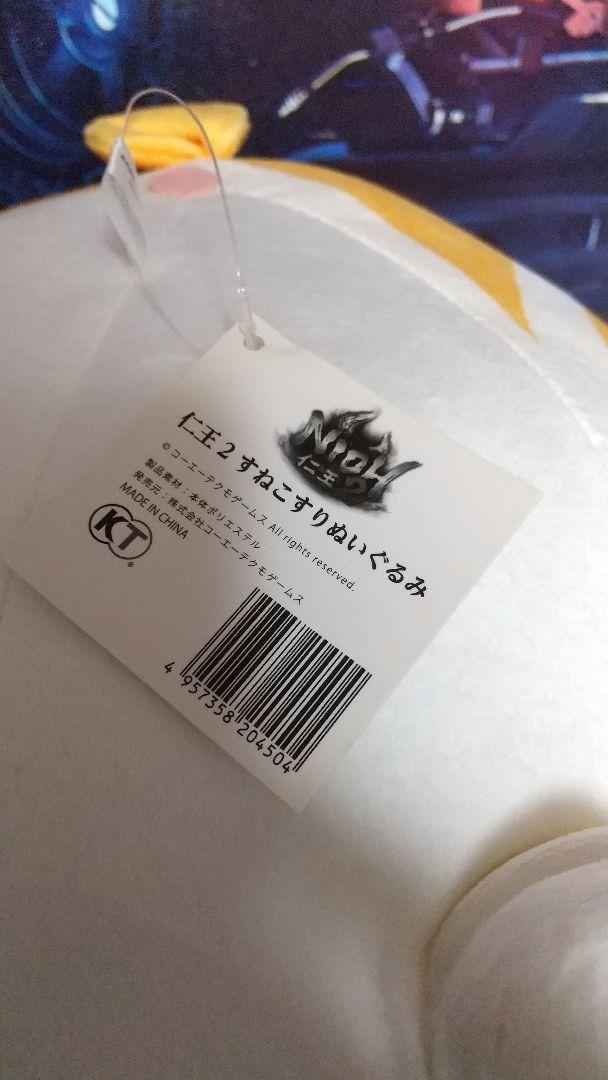 NiOH
仁王 2
仁王2 すねこすりぬいぐるみ
© コーエーテクモゲームス All rights reserved.
製品素材：本体ポリエステル
発売元：株式会社コーエーテクモゲームス
MADE IN CHINA
KT®
4 957358 204504